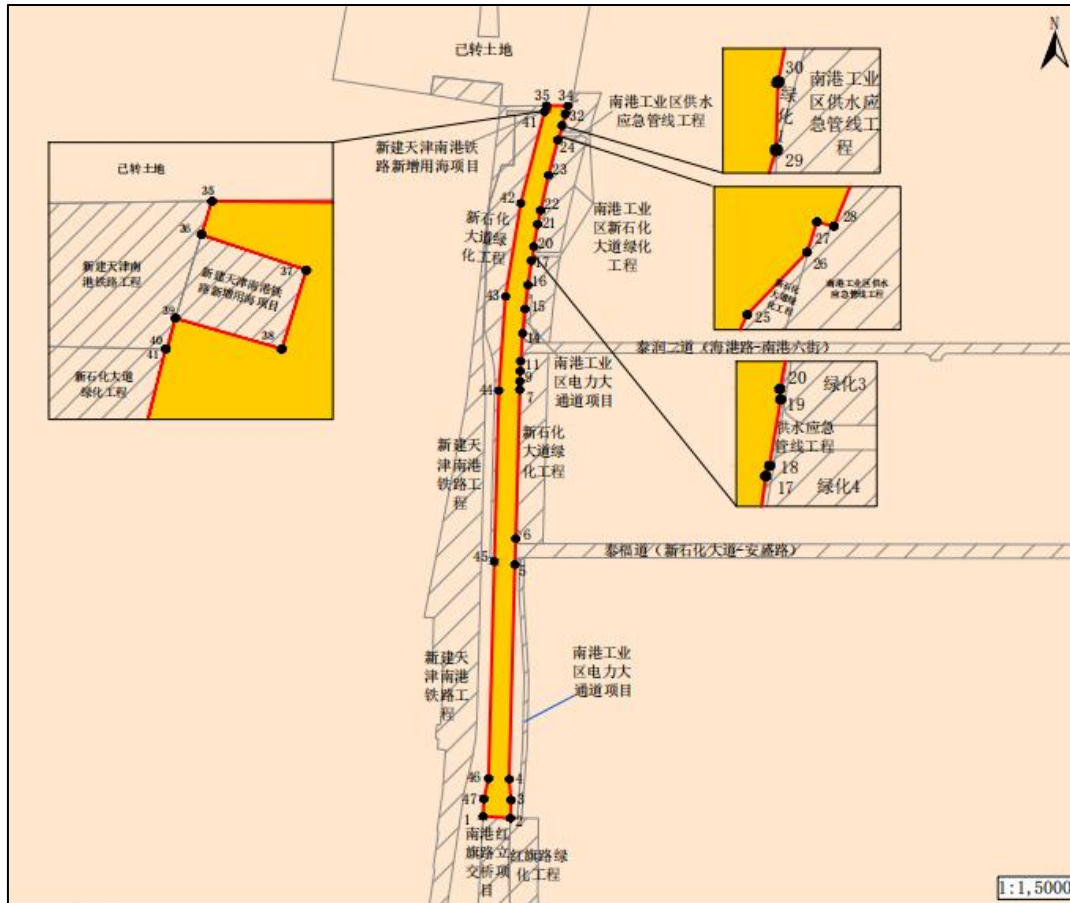 N
已转土地
35 34
41
32
24
23
42
22
21
20
17
16
43
15
14
11
9
7
44
6
45
5
46
4
47
3
1
2
南港工业区供水
应急管线工程
新建天津南港铁
路新增用海项目
新石化
大道绿
化工程
南港工业
区新石化
大道绿化
工程
泰润二道（海港路-南港六街）
南港工业
区电力大
通道项目
新石化
大道绿
化工程
新建天
津南港
铁路工
程
泰福道（新石化大道-安盛路）
新建天
津南港
铁路工
程
南港工业
区电力大
通道项目
南港红
旗路立
交桥项
目
红旗路绿
化工程
已转土地
35
36
37
新建天津南
港铁路工程
新建天津南港铁
路新增用海项目
39
38
40
41
新石化大道
绿化工程
30
绿
化
1
29
南港工业
区供水应
急管线工
程
28
27
26
25
新石化
大道绿
化工程
南港工业区供水
应急管线工程
20
19
绿化3
供水应急
管线工程
18
17
绿化4
1:1,5000